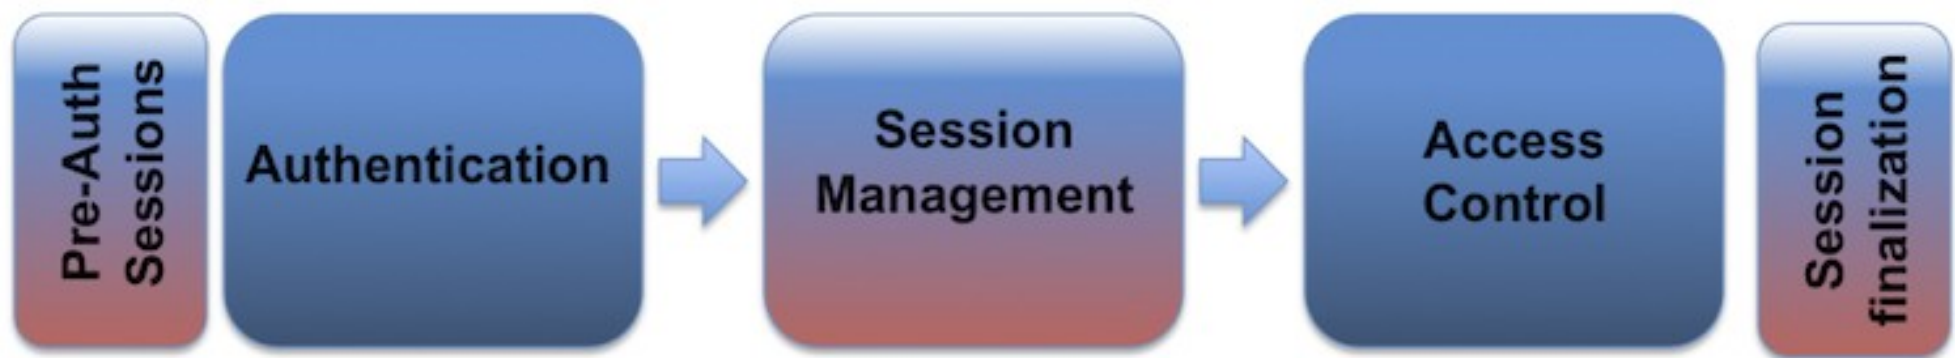 Pre-Auth
Sessions
Authentication
Session
Management
Access
Control
Session
finalization